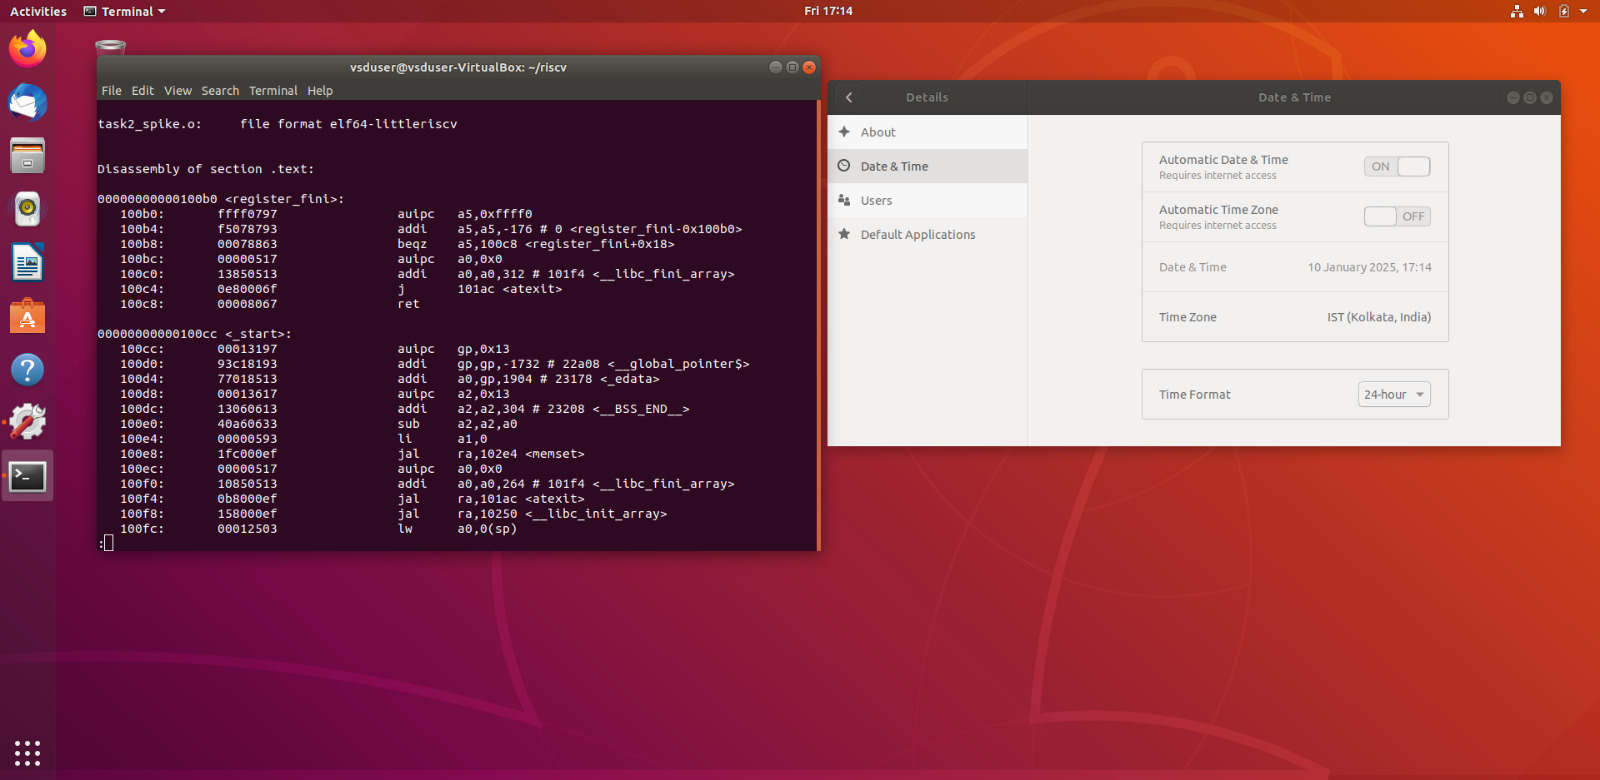 Activities Terminal Fri 17:14
vsduser@vsduser-VirtualBox: ~/riscv
File Edit View Search Terminal Help
task2_spike.o:     file format elf64-littleriscv
Disassembly of section .text:
00000000000100b0 <register_fini>:
   100b0:	ffff0797          	auipc	a5,0xffff0
   100b4:	f5078793          	addi	a5,a5,-176 # 0 <register_fini-0x100b0>
   100b8:	00078863          	beqz	a5,100c8 <register_fini+0x18>
   100bc:	00000517          	auipc	a0,0x0
   100c0:	13850513          	addi	a0,a0,312 # 101f4 <__libc_fini_array>
   100c4:	0e80006f          	j	101ac <atexit>
   100c8:	00008067          	ret
00000000000100cc <_start>:
   100cc:	00013197          	auipc	gp,0x13
   100d0:	93c18193          	addi	gp,gp,-1732 # 22a08 <__global_pointer$>
   100d4:	77018513          	addi	a0,gp,1904 # 23178 <_edata>
   100d8:	00013617          	auipc	a2,0x13
   100dc:	13060613          	addi	a2,a2,304 # 23208 <__BSS_END__>
   100e0:	40a60633          	sub	a2,a2,a0
   100e4:	00000593          	li	a1,0
   100e8:	1fc000ef          	jal	ra,102e4 <memset>
   100ec:	00000517          	auipc	a0,0x0
   100f0:	10850513          	addi	a0,a0,264 # 101f4 <__libc_fini_array>
   100f4:	0b8000ef          	jal	ra,101ac <atexit>
   100f8:	158000ef          	jal	ra,10250 <__libc_init_array>
   100fc:	00012503          	lw	a0,0(sp)
:
Details Date & Time
About
Date & Time
Users
Default Applications
Automatic Date & Time ON
Requires internet access
Automatic Time Zone OFF
Requires internet access
Date & Time 10 January 2025, 17:14
Time Zone IST (Kolkata, India)
Time Format 24-hour